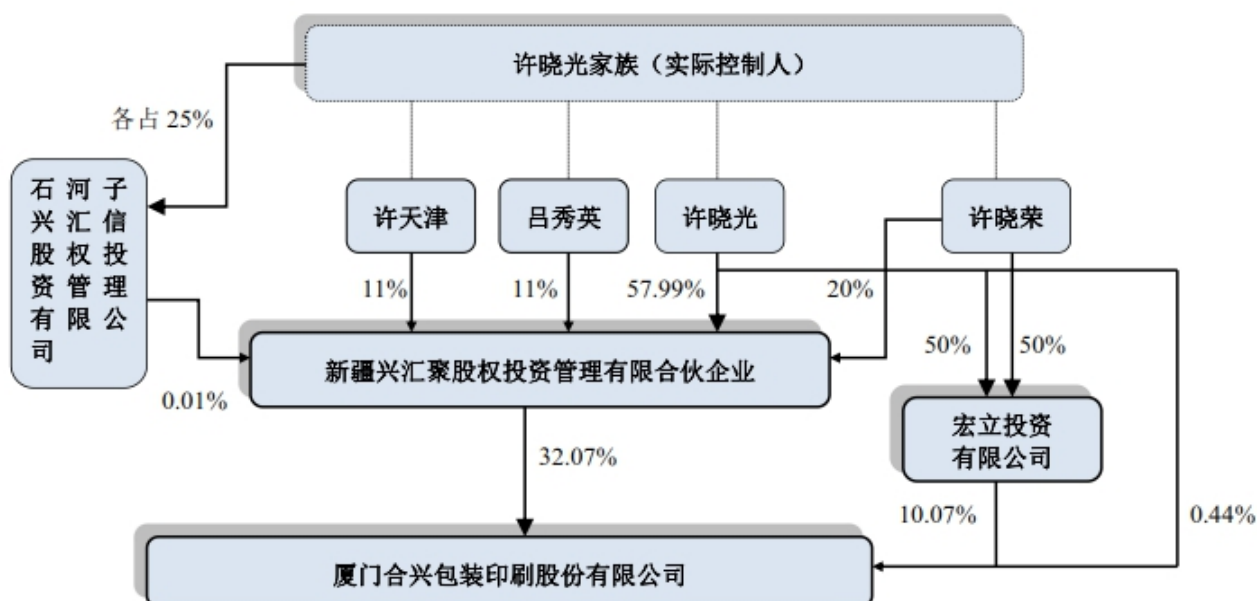 许晓光家族（实际控制人）
各占 25%
石河子
兴汇信
股权投
资管理
有限公
司
许天津
吕秀英
许晓光
许晓荣
11%
11%
57.99%
20%
50%
50%
新疆兴汇聚股权投资管理有限合伙企业
0.01%
宏立投资
有限公司
32.07%
10.07%
0.44%
厦门合兴包装印刷股份有限公司